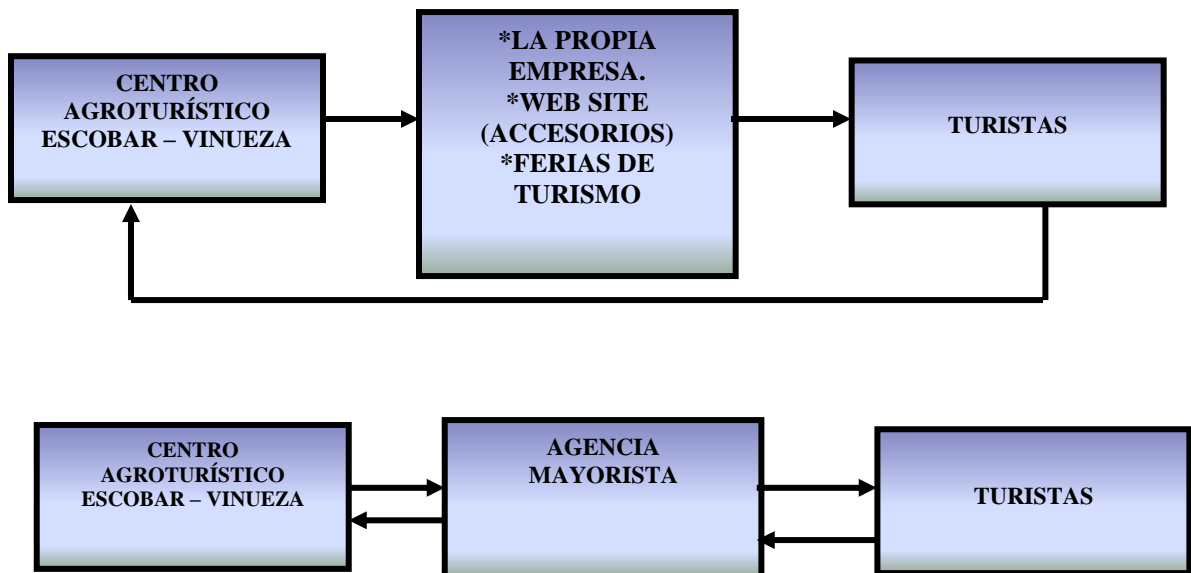 CENTRO
AGROTURÍSTICO
ESCOBAR – VINUEZA
*LA PROPIA
EMPRESA.
*WEB SITE
(ACCESORIOS)
*FERIAS DE
TURISMO
TURISTAS
CENTRO
AGROTURÍSTICO
ESCOBAR – VINUEZA
AGENCIA
MAYORISTA
TURISTAS